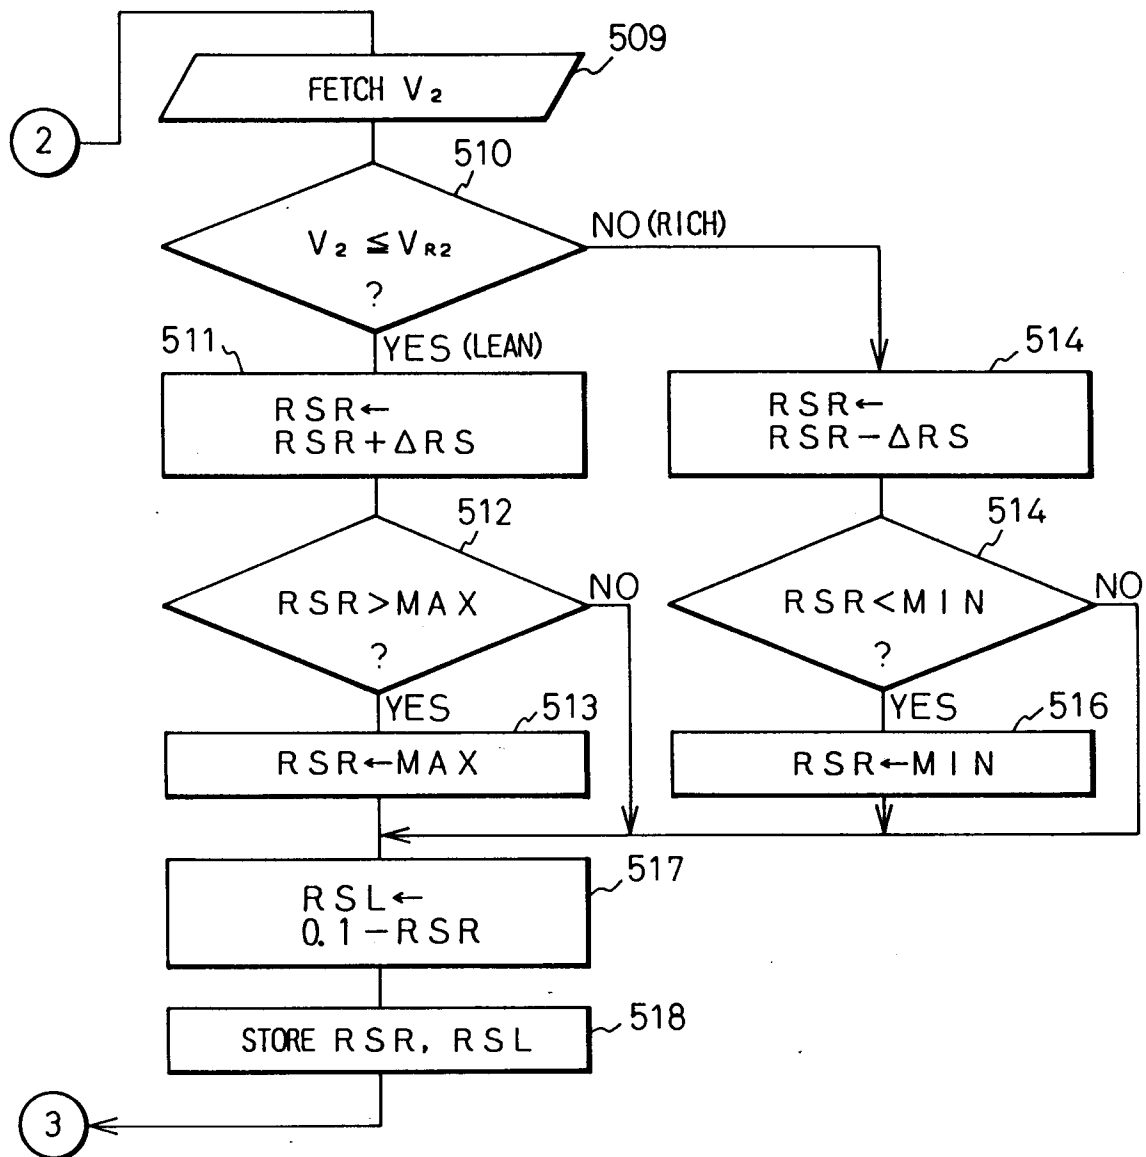 509
FETCH V₂
2
510
V₂ ≦ VR₂
?
NO (RICH)
YES (LEAN)
511
RSR←
RSR+ΔRS
514
RSR←
RSR−ΔRS
512
RSR>MAX
?
NO
YES
514
RSR<MIN
?
NO
YES
513
RSR←MAX
516
RSR←MIN
517
RSL←
0.1−RSR
518
STORE RSR, RSL
3